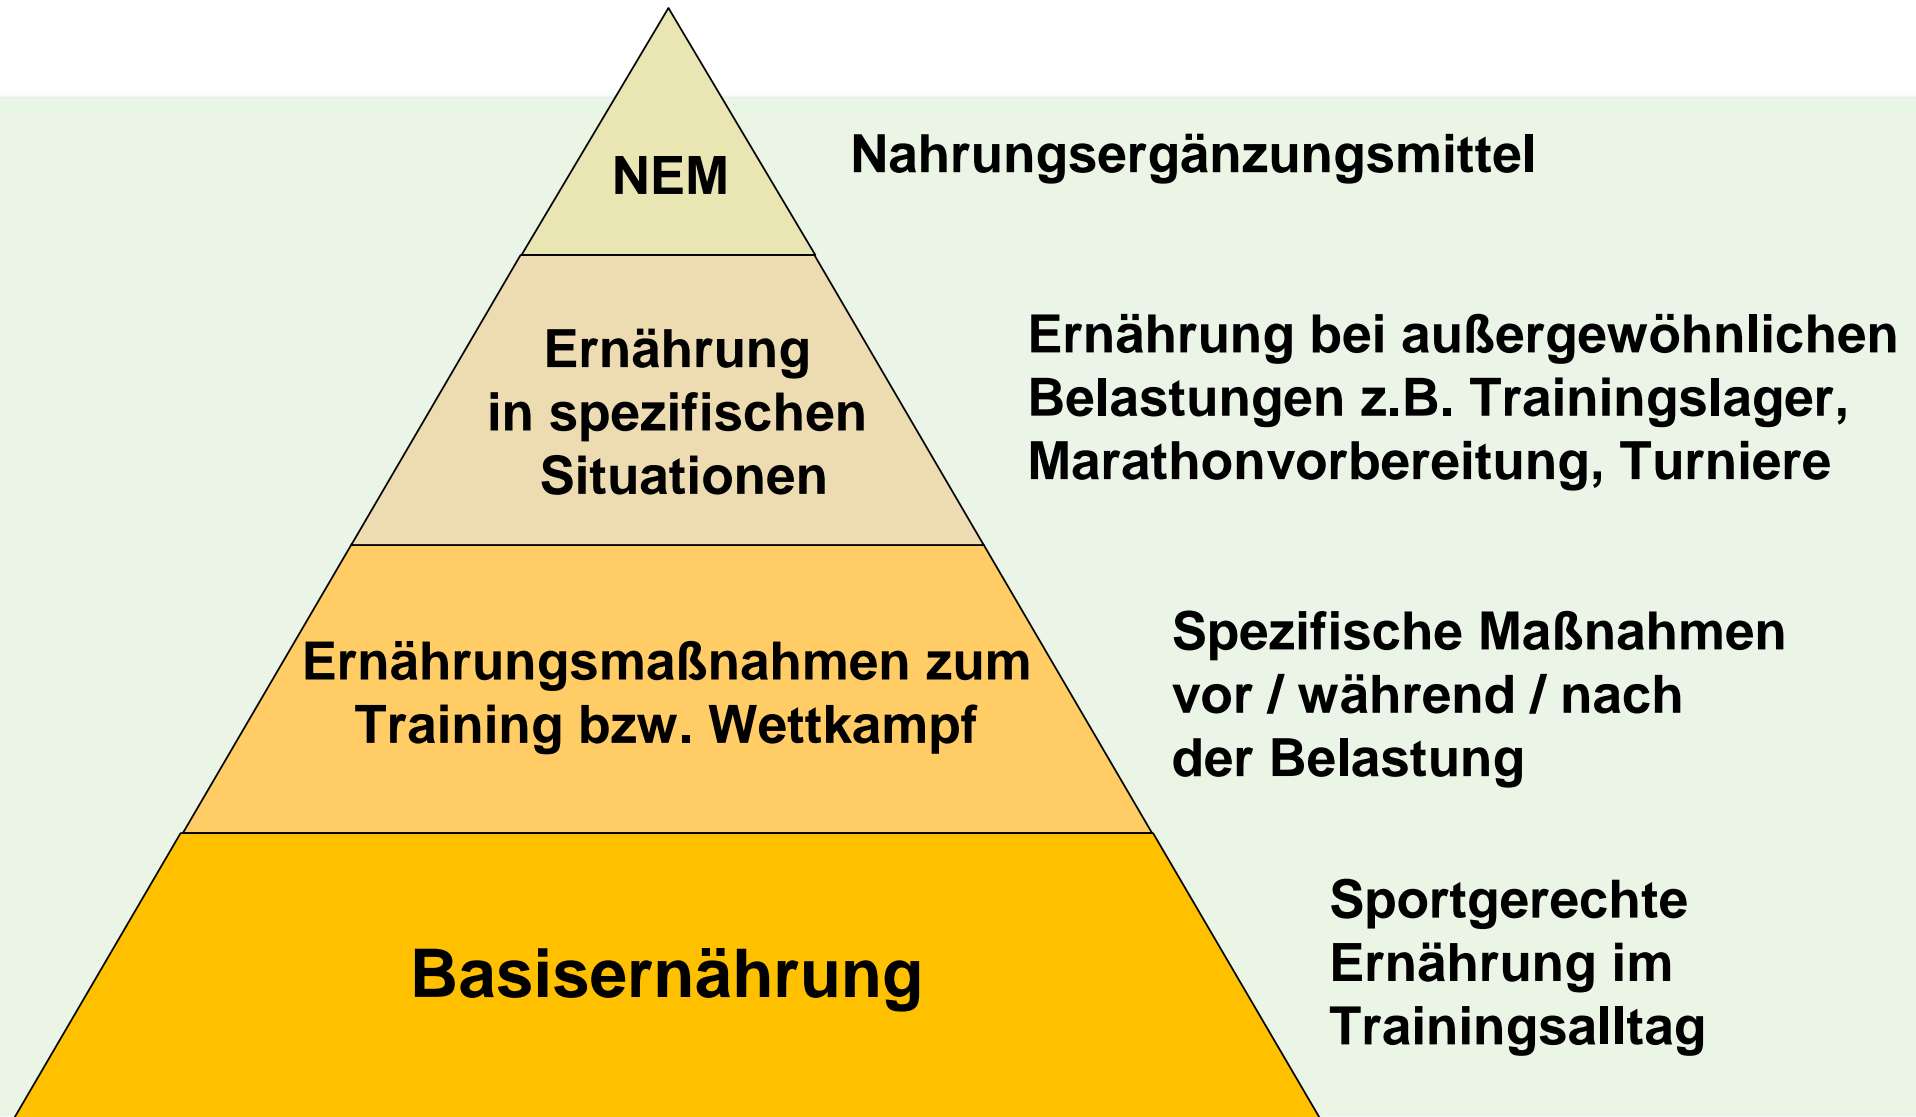 NEM
Nahrungsergänzungsmittel
Ernährung
in spezifischen
Situationen
Ernährung bei außergewöhnlichen
Belastungen z.B. Trainingslager,
Marathonvorbereitung, Turniere
Ernährungsmaßnahmen zum
Training bzw. Wettkampf
Spezifische Maßnahmen
vor / während / nach
der Belastung
Basisernährung
Sportgerechte
Ernährung im
Trainingsalltag